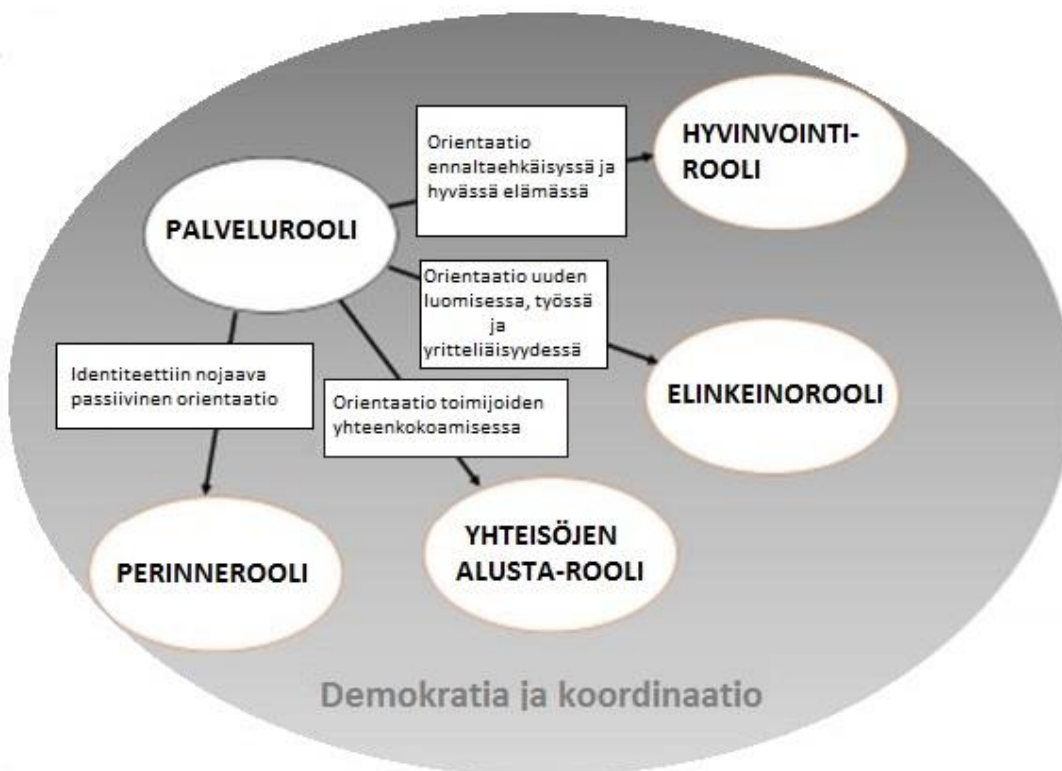 Orientaatio
ennaltaehkäisyssä ja
hyvässä elämässä
HYVINVOINTI-
ROOLI
PALVELUROOLI
Orientaatio uuden
luomisessa, työssä
ja
yritteliäisyydessä
ELINKEINOROOLI
Identiteettiin nojaava
passiivinen orientaatio
Orientaatio toimijoiden
yhteenkokoamisessa
PERINNEROOLI
YHTEISÖJEN
ALUSTA-ROOLI
Demokratia ja koordinaatio